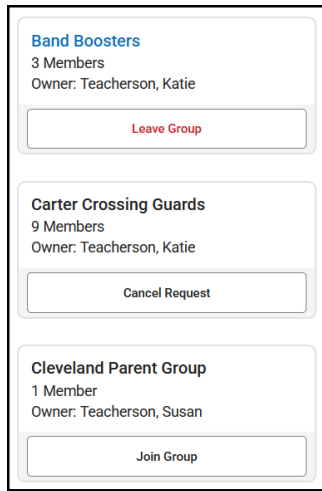 Band Boosters
3 Members
Owner: Teacherson, Katie
Leave Group
Carter Crossing Guards
9 Members
Owner: Teacherson, Katie
Cancel Request
Cleveland Parent Group
1 Member
Owner: Teacherson, Susan
Join Group